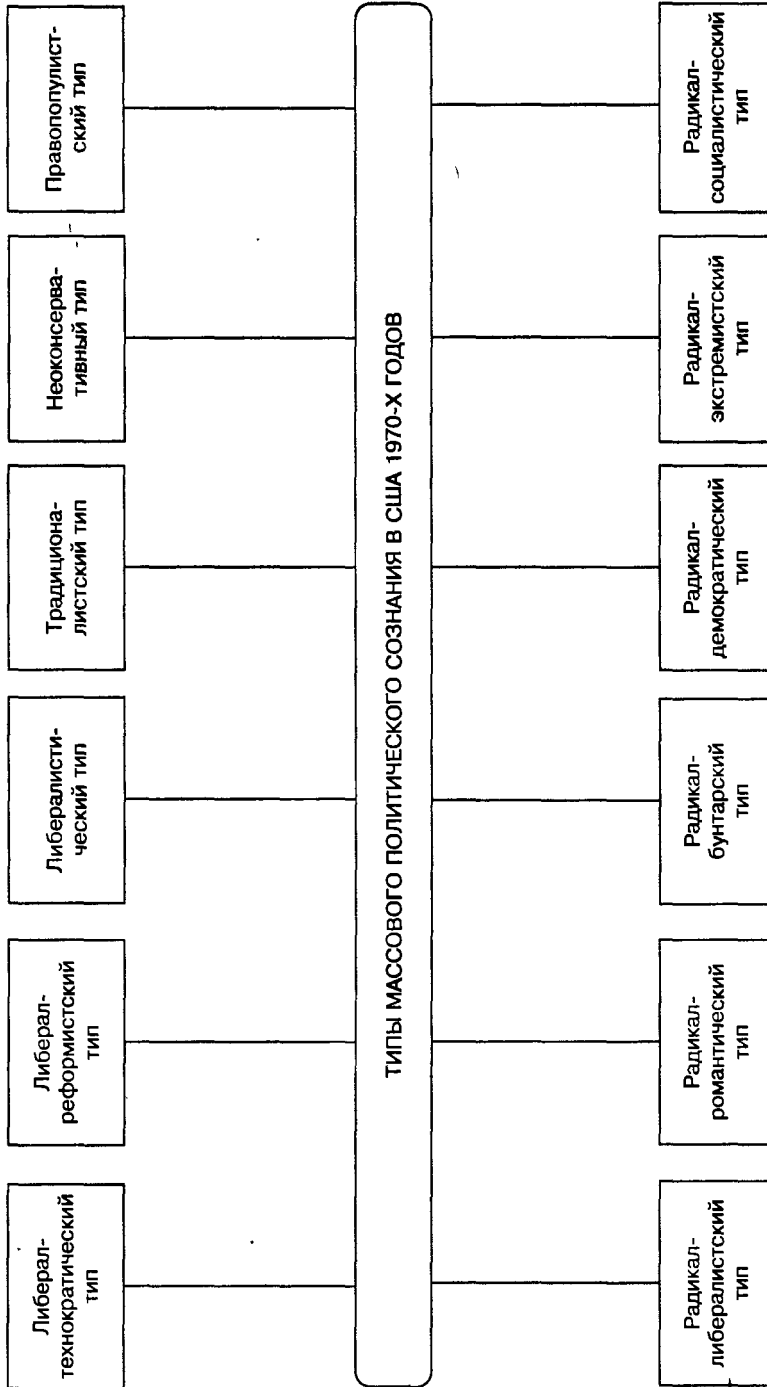 Либерал-
технократический
тип
Либерал-
реформистский
тип
Либералисти-
ческий тип
Традициона-
листский тип
Неоконсерва-
тивный тип
Правопопулист-
ский тип
ТИПЫ МАССОВОГО ПОЛИТИЧЕСКОГО СОЗНАНИЯ В США 1970-Х ГОДОВ
Радикал-
либералистский
тип
Радикал-
романтический
тип
Радикал-
бунтарский
тип
Радикал-
демократический
тип
Радикал-
экстремистский
тип
Радикал-
социалистический
тип